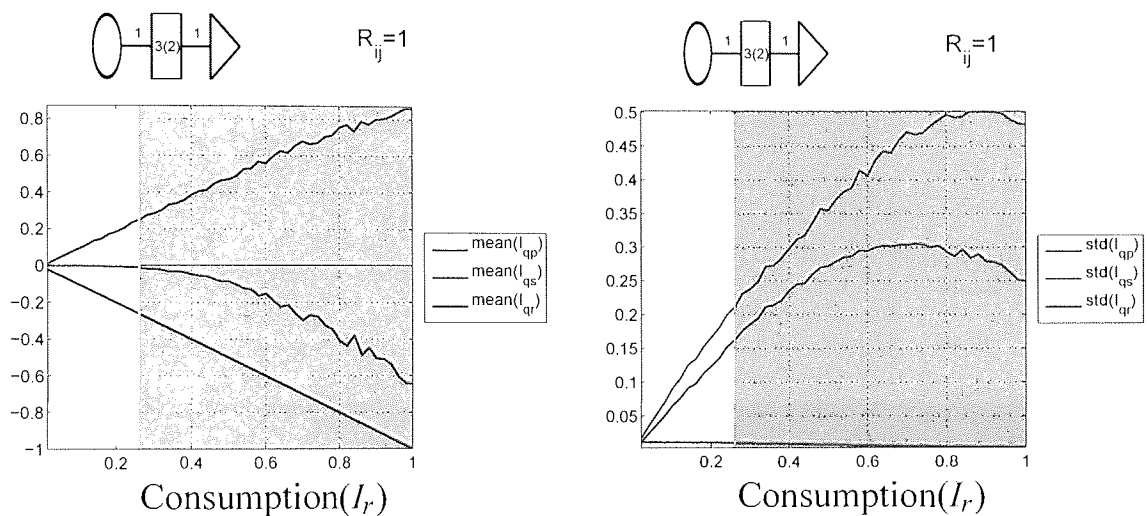 1 3(2) 1
R_ij=1
0.8
0.6
0.4
0.2
0
−0.2
−0.4
−0.6
−0.8
−1
0.2 0.4 0.6 0.8 1
Consumption(I_r)
mean(I_qp)
mean(I_qs)
mean(I_qr)
1 3(2) 1
R_ij=1
0.5
0.45
0.4
0.35
0.3
0.25
0.2
0.15
0.1
0.05
0.2 0.4 0.6 0.8 1
Consumption(I_r)
std(I_qp)
std(I_qs)
std(I_qr)